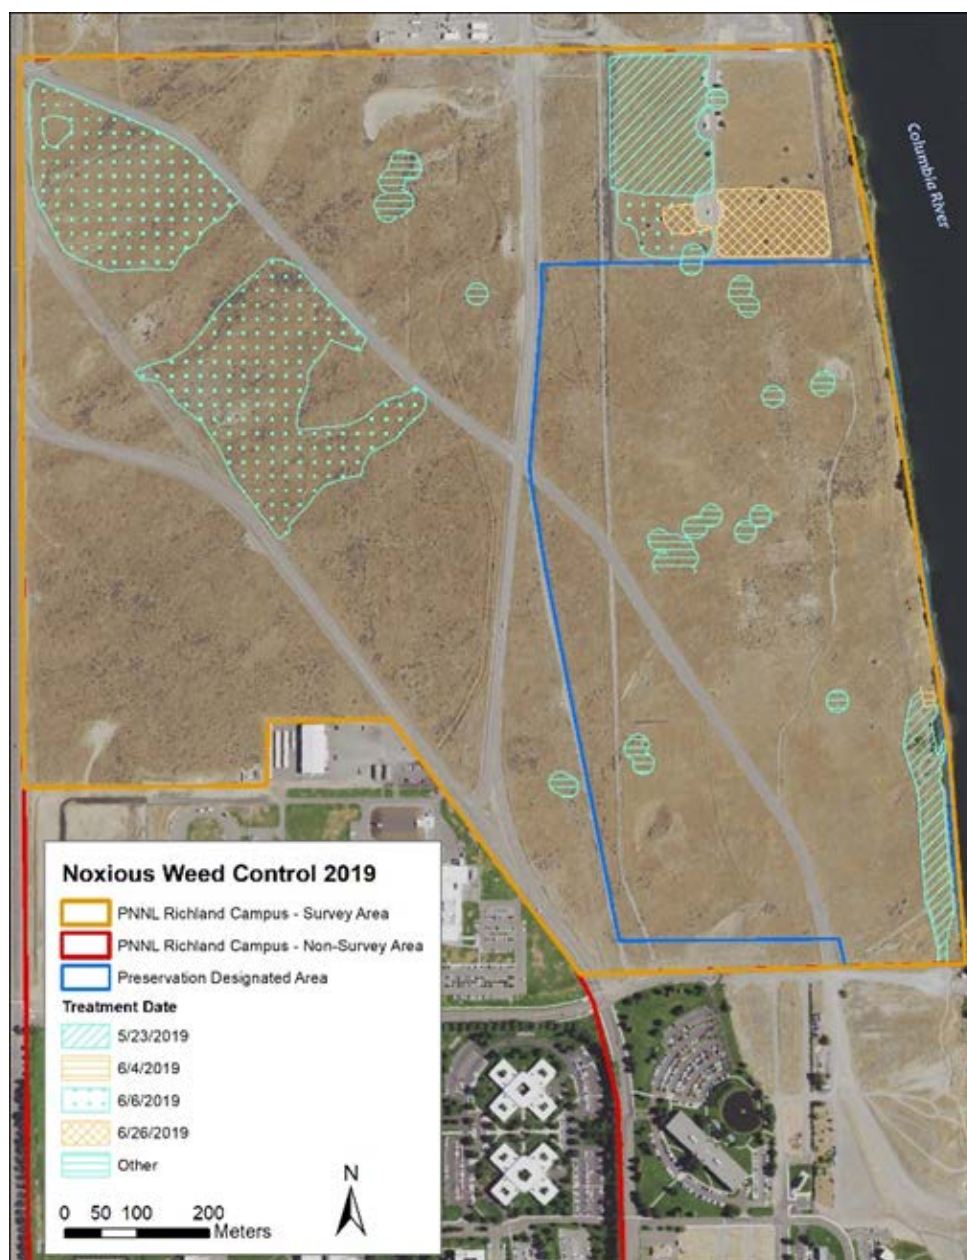 Columbia River
Noxious Weed Control 2019
PNNL Richland Campus - Survey Area
PNNL Richland Campus - Non-Survey Area
Preservation Designated Area
Treatment Date
5/23/2019
6/4/2019
6/6/2019
6/26/2019
Other
N
0 50 100 200
Meters